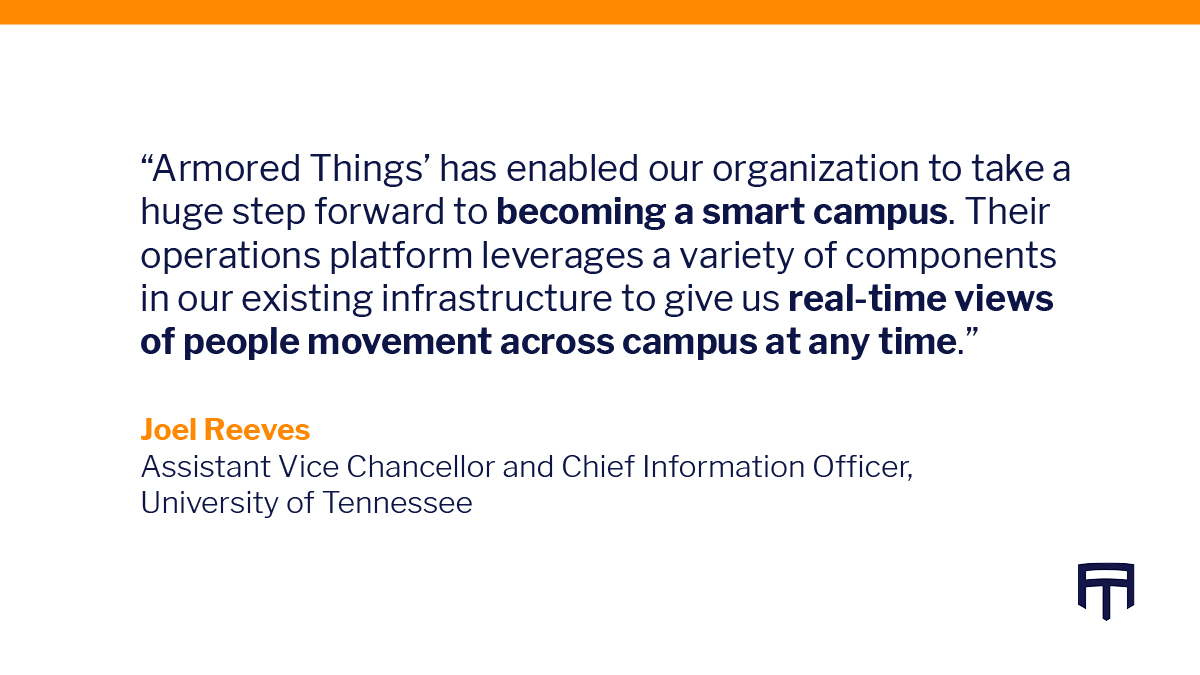 “Armored Things’ has enabled our organization to take a
huge step forward to becoming a smart campus. Their
operations platform leverages a variety of components
in our existing infrastructure to give us real-time views
of people movement across campus at any time.”
Joel Reeves
Assistant Vice Chancellor and Chief Information Officer,
University of Tennessee